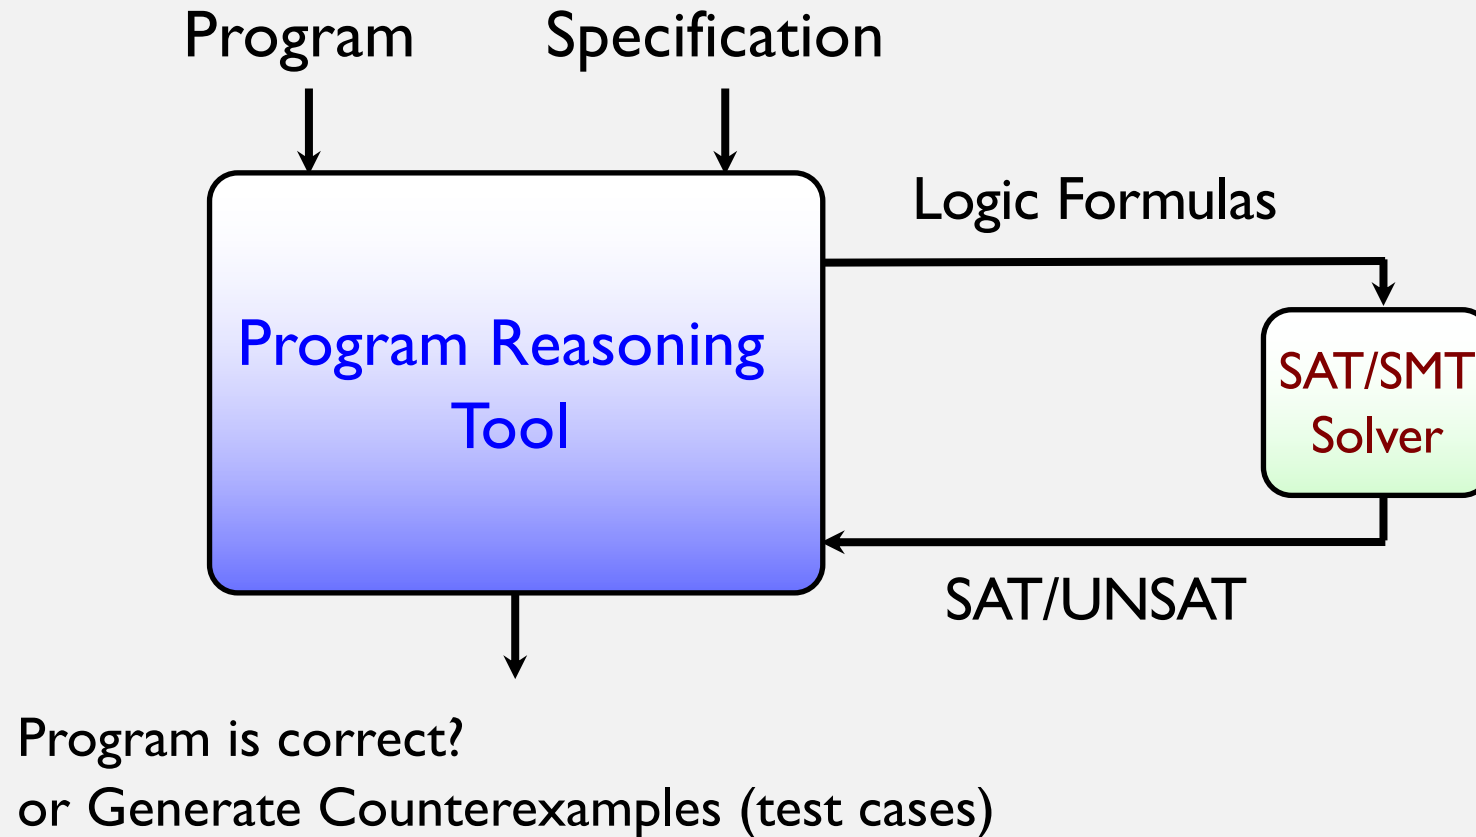 Program
Specification
Logic Formulas
Program Reasoning
Tool
SAT/SMT
Solver
SAT/UNSAT
Program is correct?
or Generate Counterexamples (test cases)